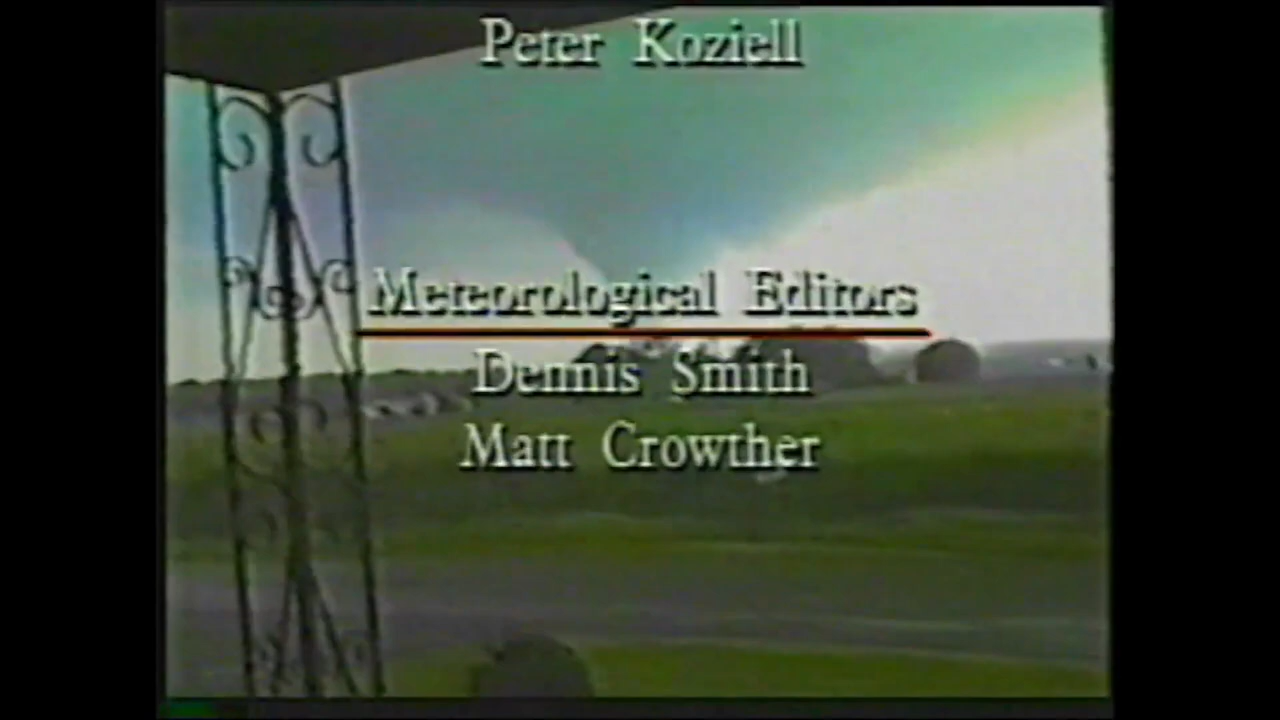 Peter Koziell
Meteorological Editors
Dennis Smith
Matt Crowther